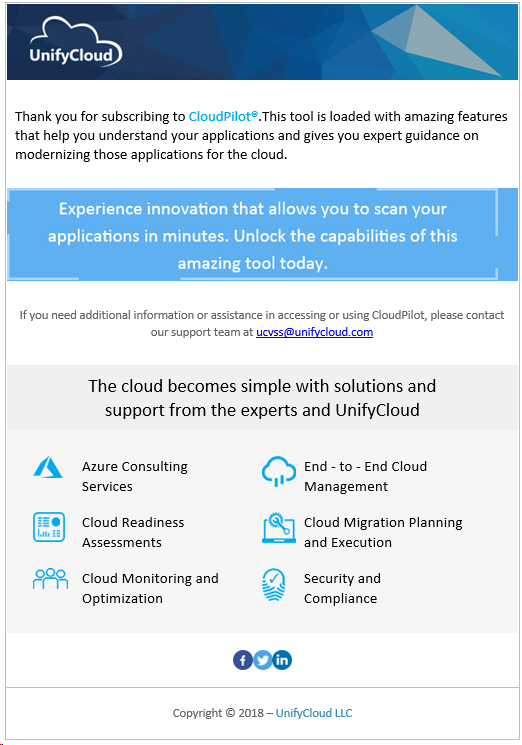 UnifyCloud
Thank you for subscribing to CloudPilot®.This tool is loaded with amazing features
that help you understand your applications and gives you expert guidance on
modernizing those applications for the cloud.
Experience innovation that allows you to scan your
applications in minutes. Unlock the capabilities of this
amazing tool today.
If you need additional information or assistance in accessing or using CloudPilot, please contact
our support team at ucvss@unifycloud.com
The cloud becomes simple with solutions and
support from the experts and UnifyCloud
Azure Consulting
Services
End - to - End Cloud
Management
Cloud Readiness
Assessments
Cloud Migration Planning
and Execution
Cloud Monitoring and
Optimization
Security and
Compliance
Copyright © 2018 – UnifyCloud LLC